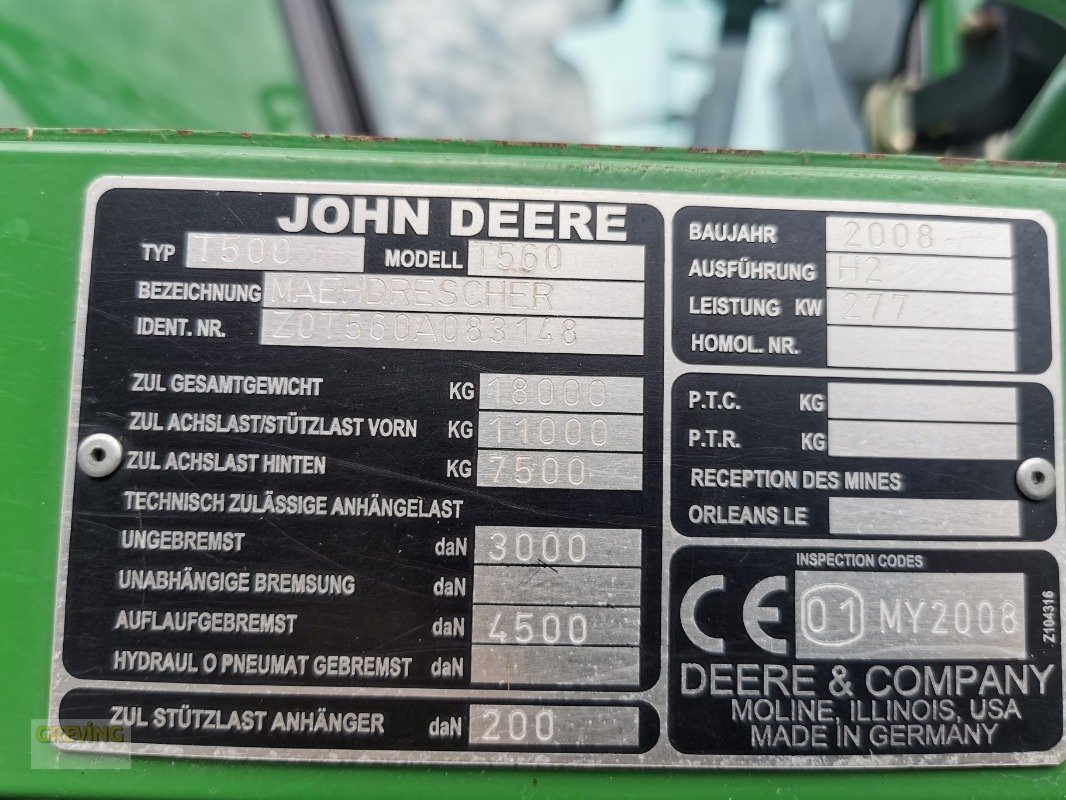 JOHN DEERE
TYP T500 MODELL T560
BEZEICHNUNG MAEHDRESCHER
IDENT. NR. Z0T560A083148
ZUL GESAMTGEWICHT KG 18000
ZUL ACHSLAST/STÜTZLAST VORN KG 11000
ZUL ACHSLAST HINTEN KG 7500
TECHNISCH ZULÄSSIGE ANHÄNGELAST
UNGEBREMST daN 3000
UNABHÄNGIGE BREMSUNG daN
AUFLAUFGEBREMST daN 4500
HYDRAUL O PNEUMAT GEBREMST daN
ZUL STÜTZLAST ANHÄNGER daN 200
BAUJAHR 2008
AUSFÜHRUNG H2
LEISTUNG KW 277
HOMOL. NR.
P.T.C. KG
P.T.R. KG
RECEPTION DES MINES
ORLEANS LE
INSPECTION CODES
CE 01 MY2008
Z104316
DEERE & COMPANY
MOLINE, ILLINOIS, USA
MADE IN GERMANY
GREVING